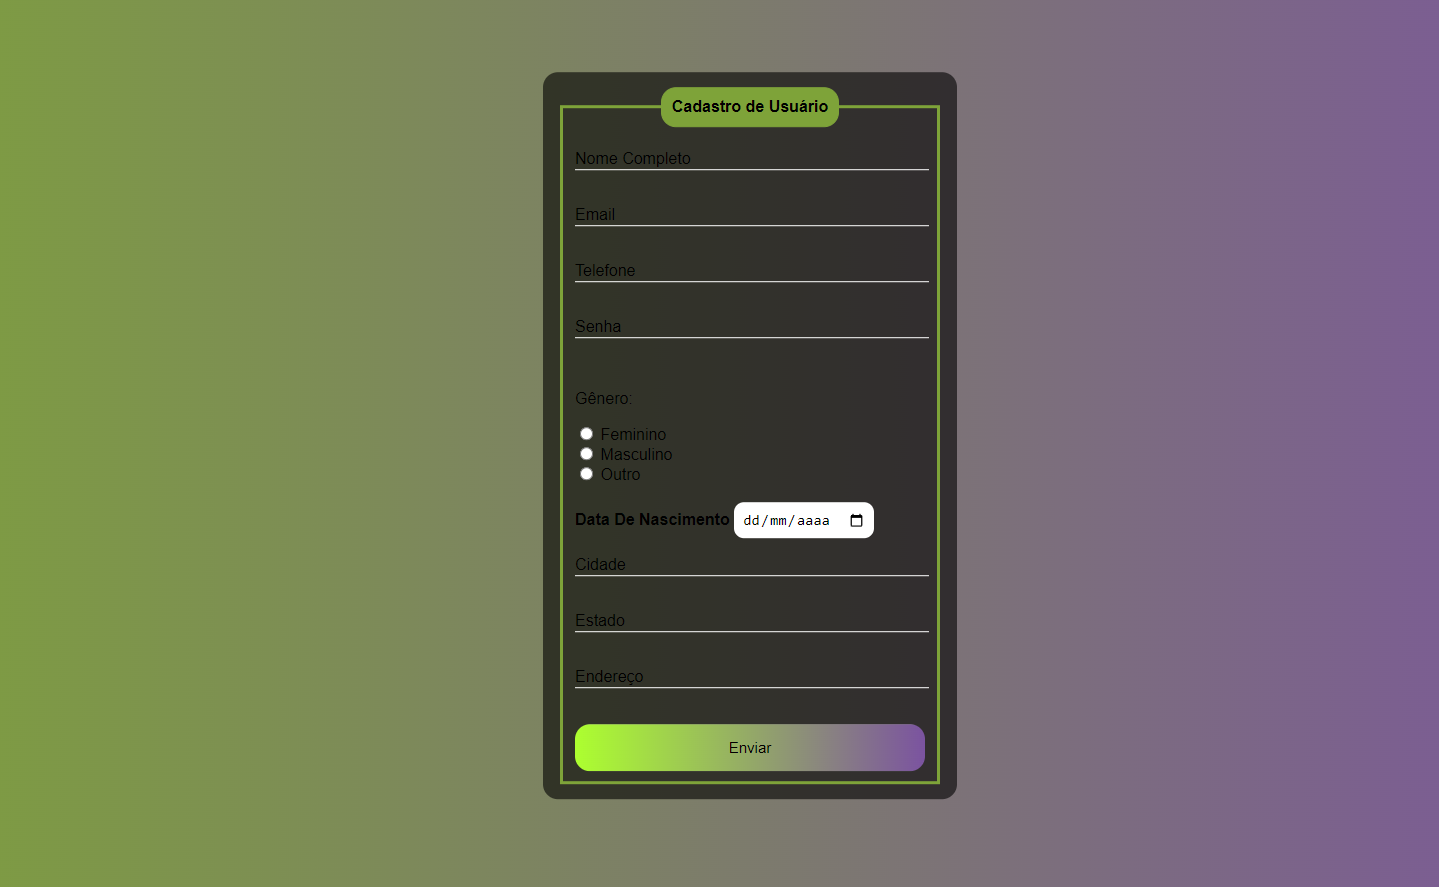 Cadastro de Usuário
Nome Completo
Email
Telefone
Senha
Gênero:
Feminino
Masculino
Outro
Data De Nascimento dd/mm/aaaa
Cidade
Estado
Endereço
Enviar